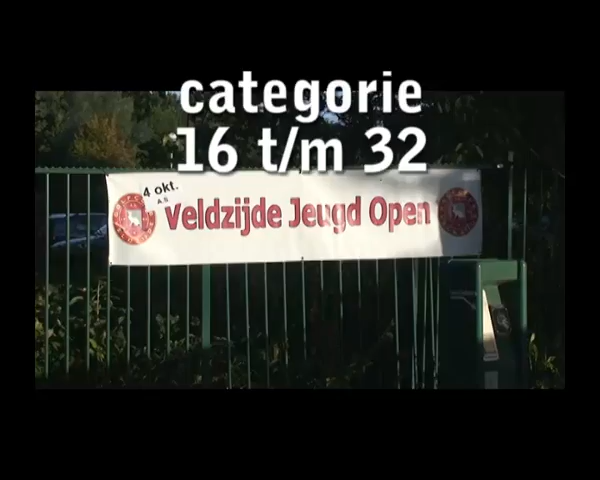 categorie
16 t/m 32
4 okt.
A.S.
Veldzijde Jeugd Open